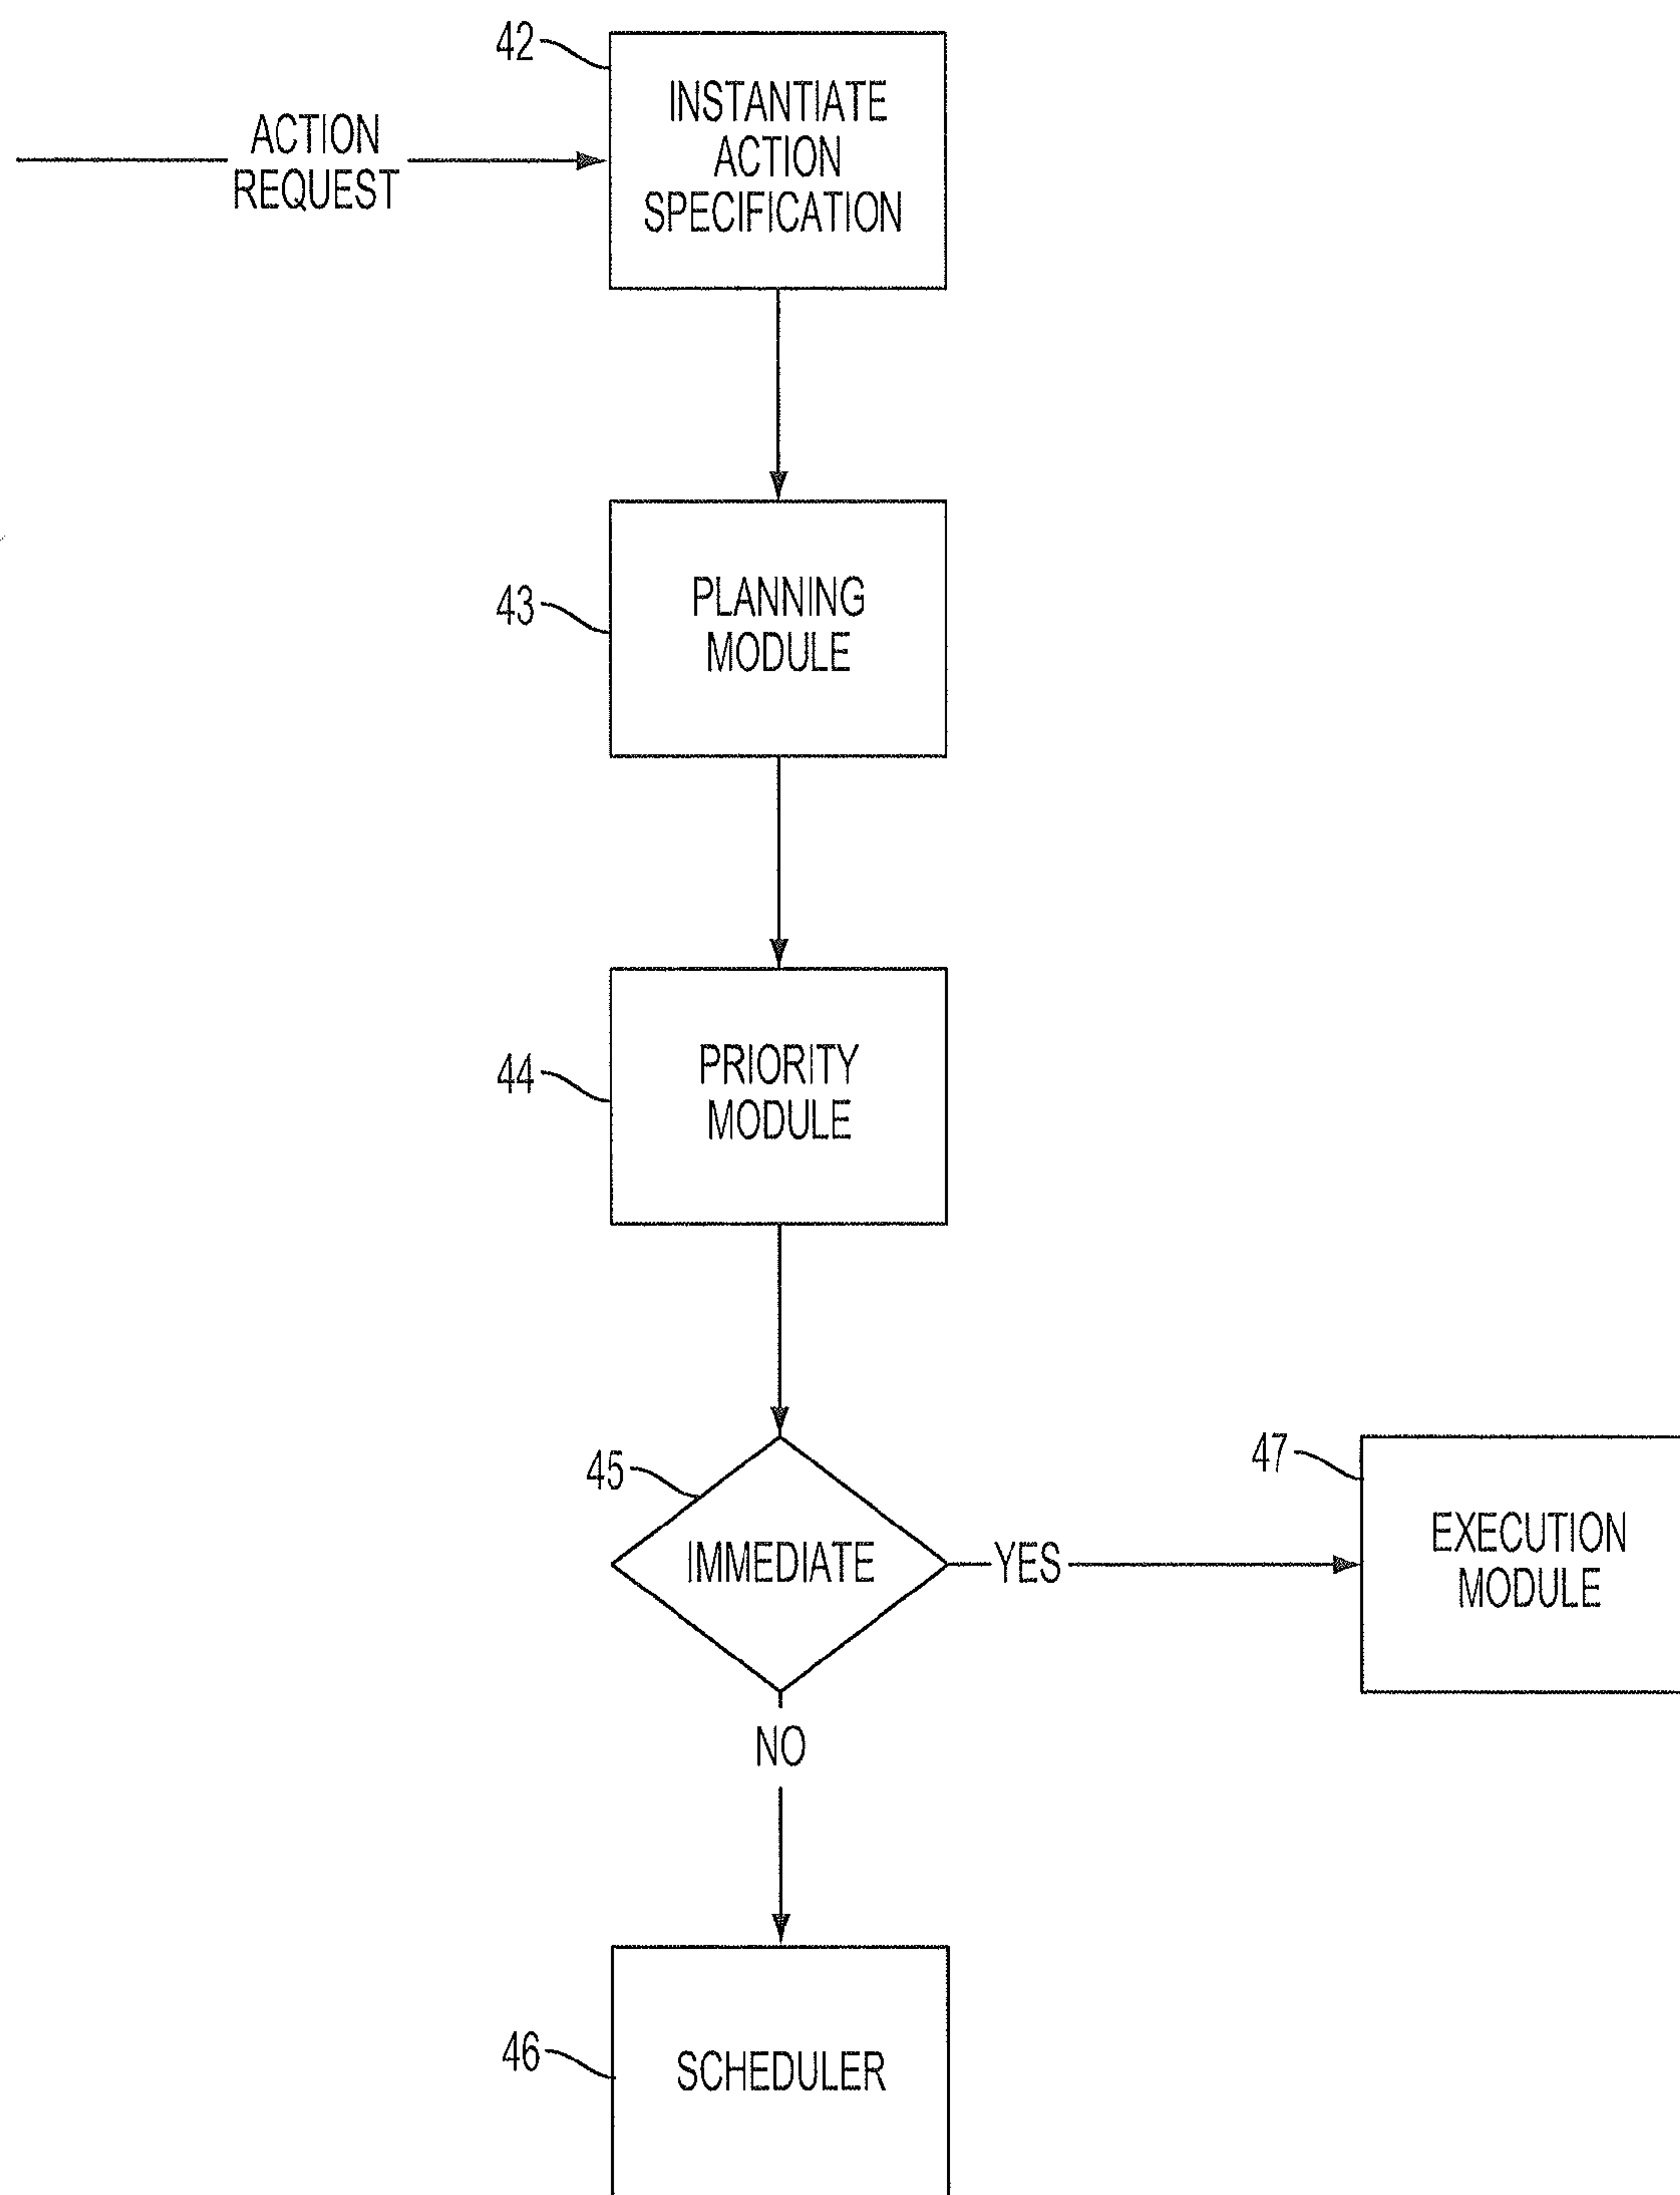 42
INSTANTIATE
ACTION
SPECIFICATION
ACTION
REQUEST
43
PLANNING
MODULE
44
PRIORITY
MODULE
45
IMMEDIATE
YES
47
EXECUTION
MODULE
NO
46
SCHEDULER